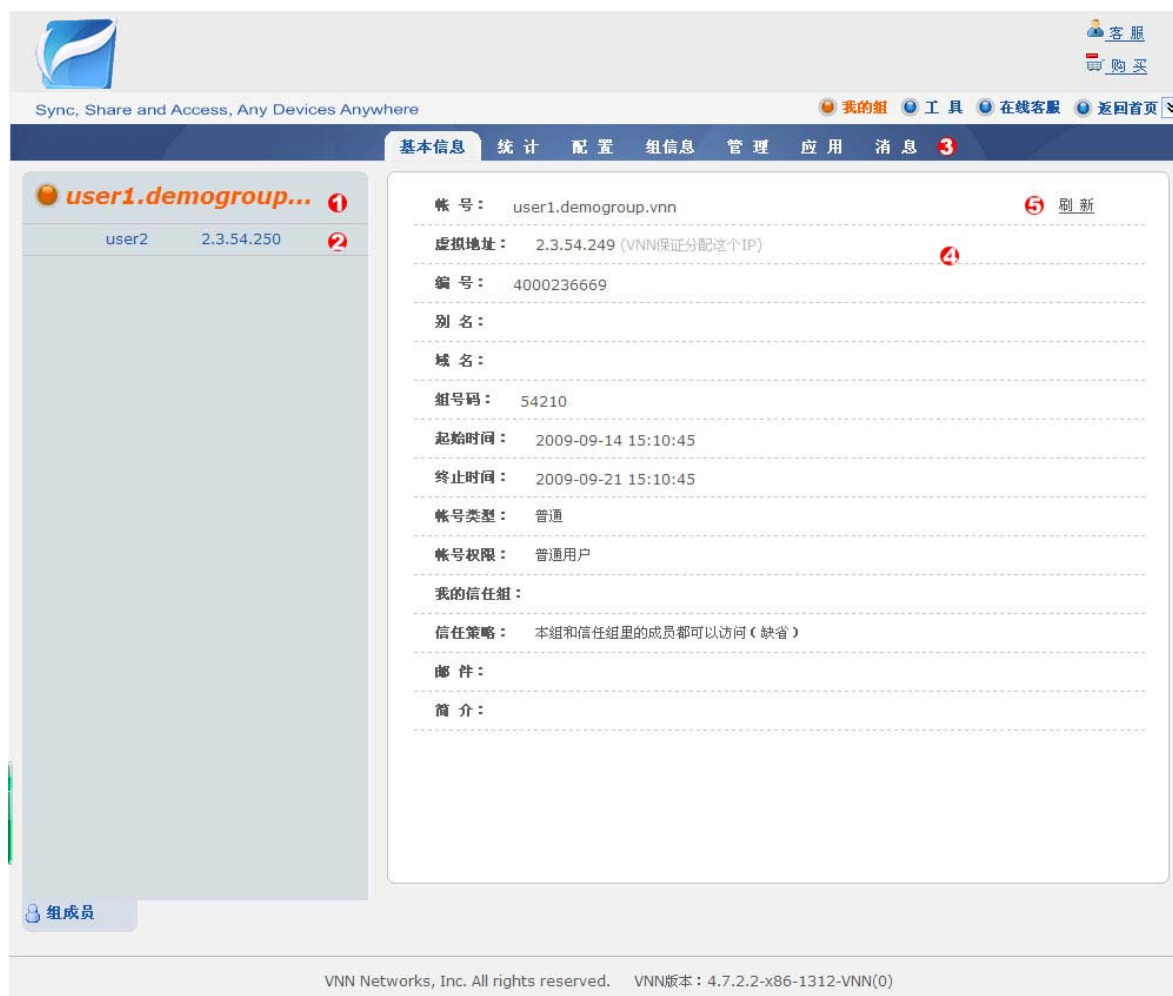 客 服
购 买
Sync, Share and Access, Any Devices Anywhere
我的组 工 具 在线客服 返回首页
基本信息 统 计 配 置 组信息 管 理 应 用 消 息 3
user1.demogroup... 1
user2 2.3.54.250 2
帐 号： user1.demogroup.vnn 5 刷 新
虚拟地址： 2.3.54.249 (VNN保证分配这个IP) 4
编 号： 4000236669
别 名：
域 名：
组号码： 54210
起始时间： 2009-09-14 15:10:45
终止时间： 2009-09-21 15:10:45
帐号类型： 普通
帐号权限： 普通用户
我的信任组：
信任策略： 本组和信任组里的成员都可以访问（缺省）
邮 件：
简 介：
组成员
VNN Networks, Inc. All rights reserved. VNN版本：4.7.2.2-x86-1312-VNN(0)